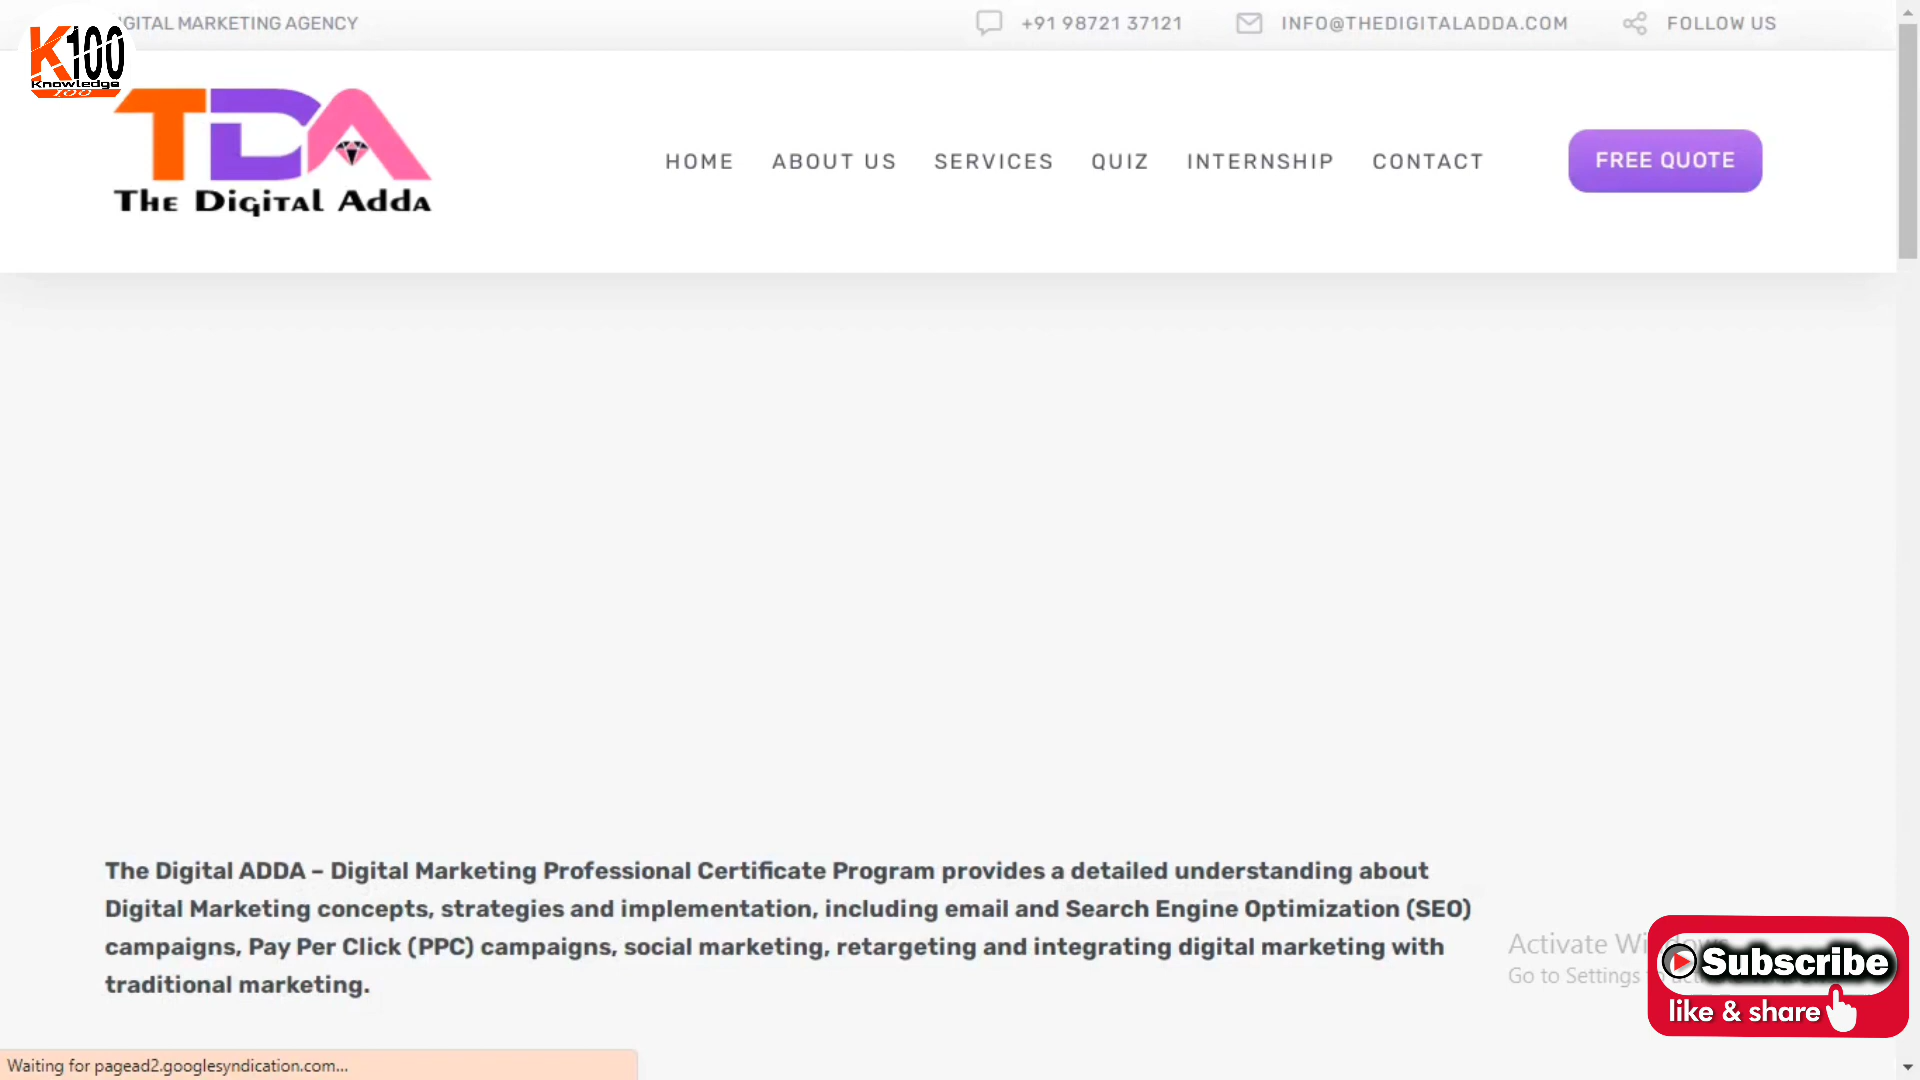 DIGITAL MARKETING AGENCY
+91 98721 37121
INFO@THEDIGITALADDA.COM
FOLLOW US
K100
Knowledge
100
TDA
The Digital Adda
HOME
ABOUT US
SERVICES
QUIZ
INTERNSHIP
CONTACT
FREE QUOTE
The Digital ADDA – Digital Marketing Professional Certificate Program provides a detailed understanding about
Digital Marketing concepts, strategies and implementation, including email and Search Engine Optimization (SEO)
campaigns, Pay Per Click (PPC) campaigns, social marketing, retargeting and integrating digital marketing with
traditional marketing.
Activate Windows
Go to Settings
Subscribe
like & share
Waiting for pagead2.googlesyndication.com...